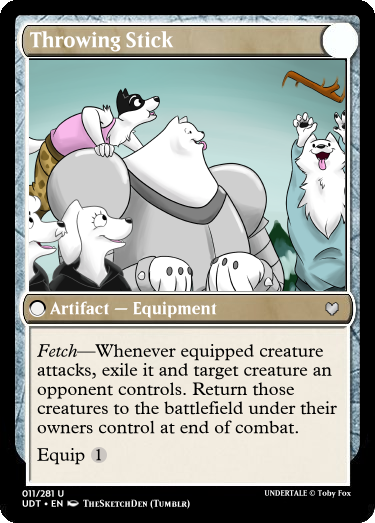 Throwing Stick
Artifact — Equipment
Fetch—Whenever equipped creature
attacks, exile it and target creature an
opponent controls. Return those
creatures to the battlefield under their
owners control at end of combat.
Equip 1
011/281 U
UNDERTALE © Toby Fox
UDT • EN TheSketchDen (Tumblr)